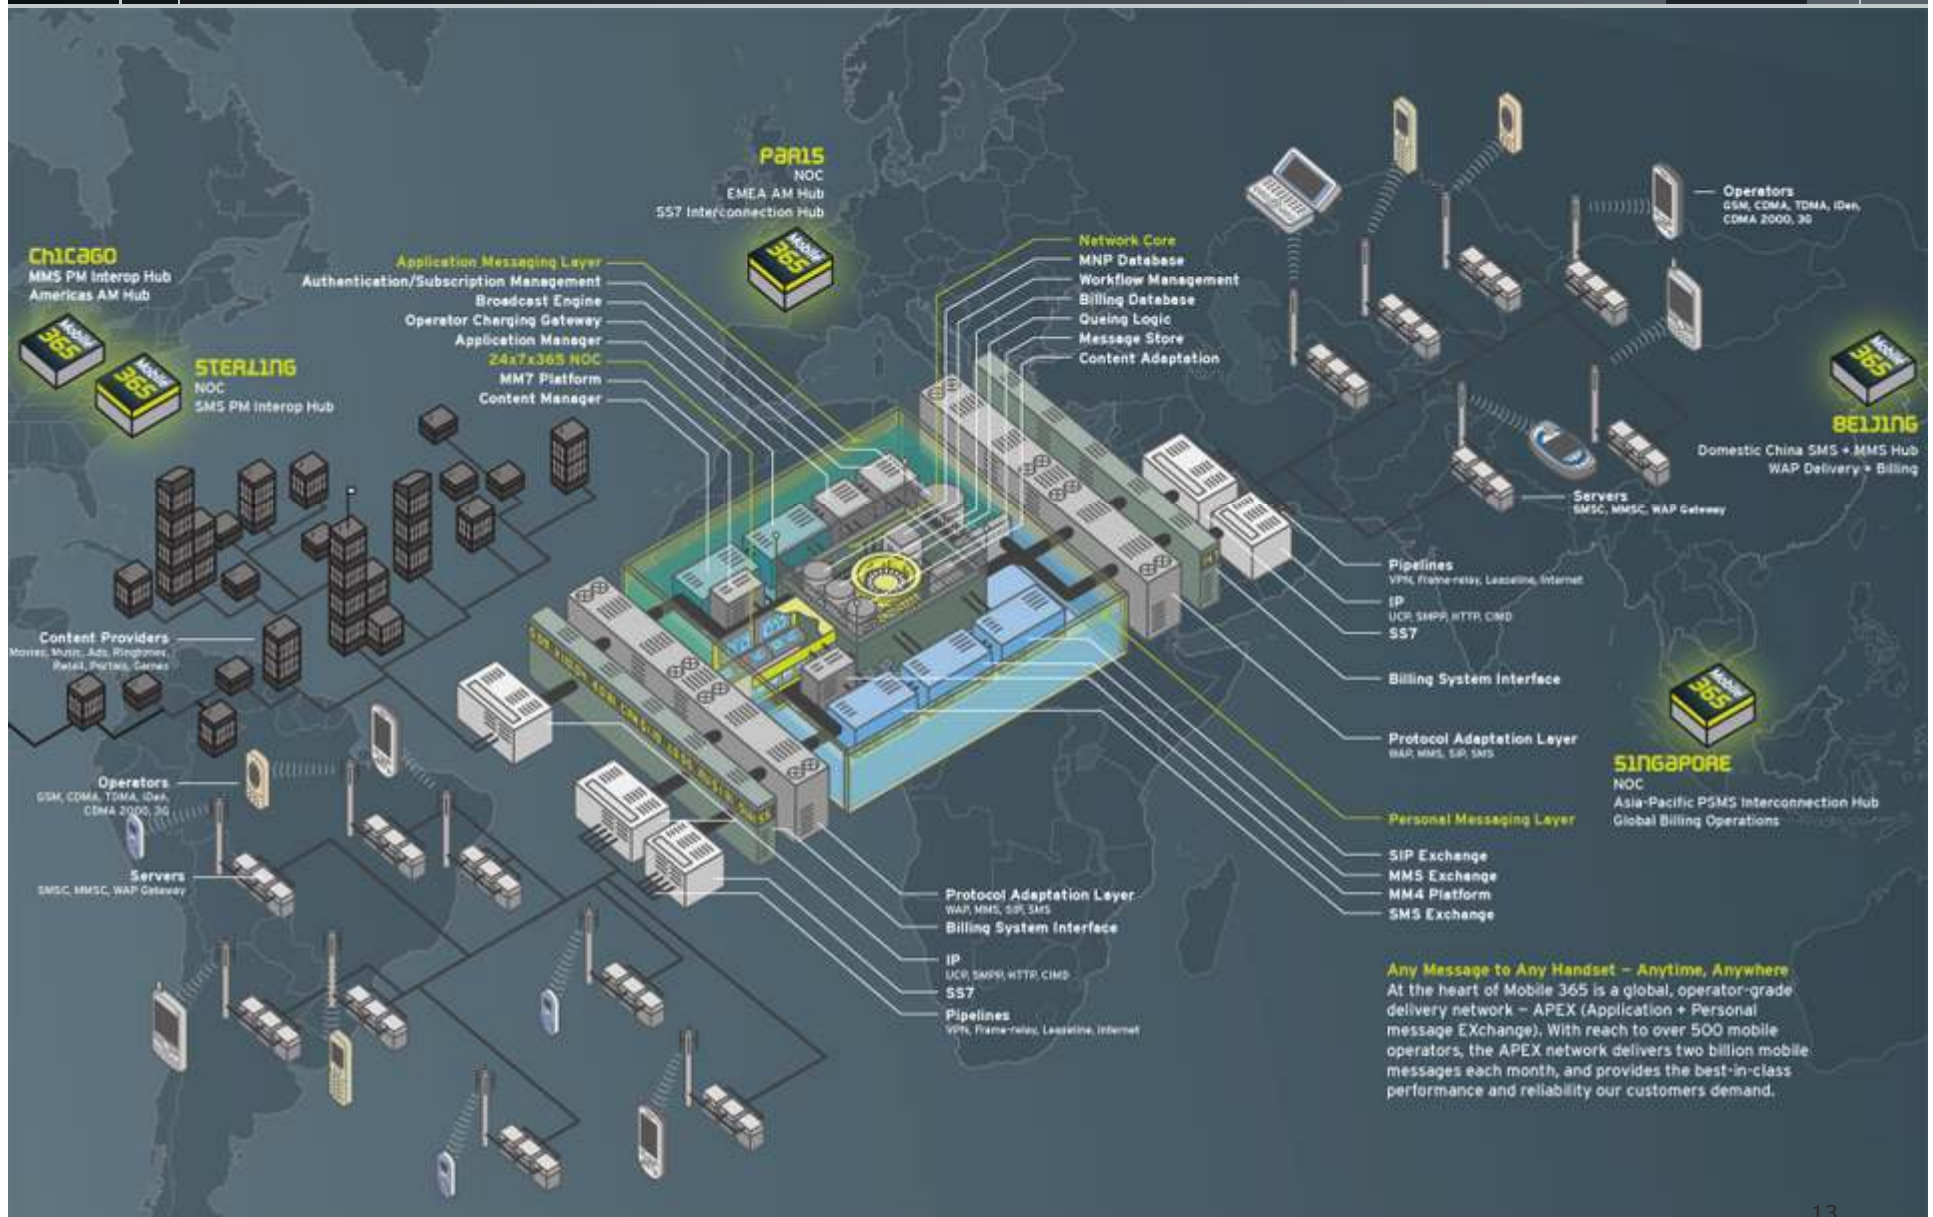 PARIS
NOC
EMEA AM Hub
SS7 Interconnection Hub
Mobile
365
CHICAGO
MMS PM Interop Hub
Americas AM Hub
Mobile
365
STERLING
NOC
SMS PM Interop Hub
Mobile
365
Application Messaging Layer
Authentication/Subscription Management
Broadcast Engine
Operator Charging Gateway
Application Manager
24x7x365 NOC
MM7 Platform
Content Manager
Network Core
MNP Database
Workflow Management
Billing Database
Queing Logic
Message Store
Content Adaptation
Operators
GSM, CDMA, TDMA, iDen,
CDMA 2000, 3G
Mobile
365
BEIJING
Domestic China SMS + MMS Hub
WAP Delivery + Billing
Servers
SMSC, MMSC, WAP Gateway
Pipelines
VPN, Frame-relay, Leaseline, Internet
IP
UCP, SMPP, HTTP, CIMD
SS7
Billing System Interface
Protocol Adaptation Layer
WAP, MMS, SIP, SMS
Personal Messaging Layer
SIP Exchange
MMS Exchange
MM4 Platform
SMS Exchange
Mobile
365
SINGAPORE
NOC
Asia-Pacific PSMS Interconnection Hub
Global Billing Operations
Content Providers
Movies, Music, Ads, Ringtones,
Retail, Portals, Games
Operators
GSM, CDMA, TDMA, iDen,
CDMA 2000, 3G
Servers
SMSC, MMSC, WAP Gateway
Protocol Adaptation Layer
WAP, MMS, SIP, SMS
Billing System Interface
IP
UCP, SMPP, HTTP, CIMD
SS7
Pipelines
VPN, Frame-relay, Leaseline, Internet
Any Message to Any Handset – Anytime, Anywhere
At the heart of Mobile 365 is a global, operator-grade
delivery network – APEX (Application + Personal
message EXchange). With reach to over 500 mobile
operators, the APEX network delivers two billion mobile
messages each month, and provides the best-in-class
performance and reliability our customers demand.
13